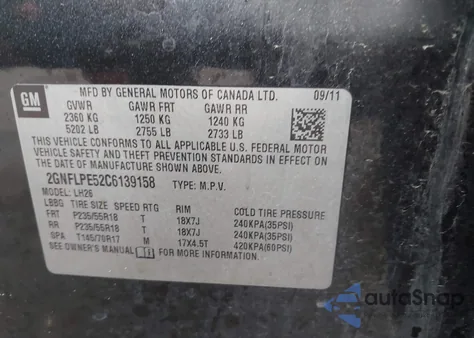 GM
MFD BY GENERAL MOTORS OF CANADA LTD. 09/11
GVWR GAWR FRT GAWR RR
2360 KG 1250 KG 1240 KG
5202 LB 2755 LB 2733 LB
THIS VEHICLE CONFORMS TO ALL APPLICABLE U.S. FEDERAL MOTOR
VEHICLE SAFETY AND THEFT PREVENTION STANDARDS IN EFFECT ON
THE DATE OF MANUFACTURE SHOWN ABOVE.
2GNFLPE52C6139158 TYPE: M.P.V.
MODEL: LH26
LBBG TIRE SIZE SPEED RTG RIM COLD TIRE PRESSURE
FRT P235/55R18 T 18X7J 240KPA(35PSI)
RR P235/55R18 T 18X7J 240KPA(35PSI)
SPA T145/70R17 M 17X4.5T 420KPA(60PSI)
SEE OWNER'S MANUAL FOR MORE INFORMATION.
autoSnap